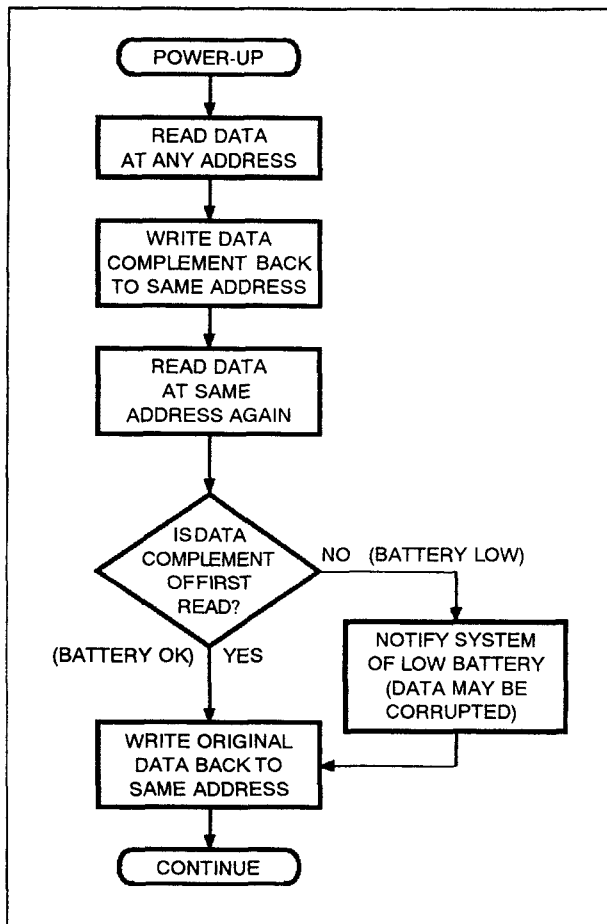 POWER-UP
READ DATA
AT ANY ADDRESS
WRITE DATA
COMPLEMENT BACK
TO SAME ADDRESS
READ DATA
AT SAME
ADDRESS AGAIN
IS DATA
COMPLEMENT
OF FIRST
READ?
NO (BATTERY LOW)
NOTIFY SYSTEM
OF LOW BATTERY
(DATA MAY BE
CORRUPTED)
(BATTERY OK) YES
WRITE ORIGINAL
DATA BACK TO
SAME ADDRESS
CONTINUE